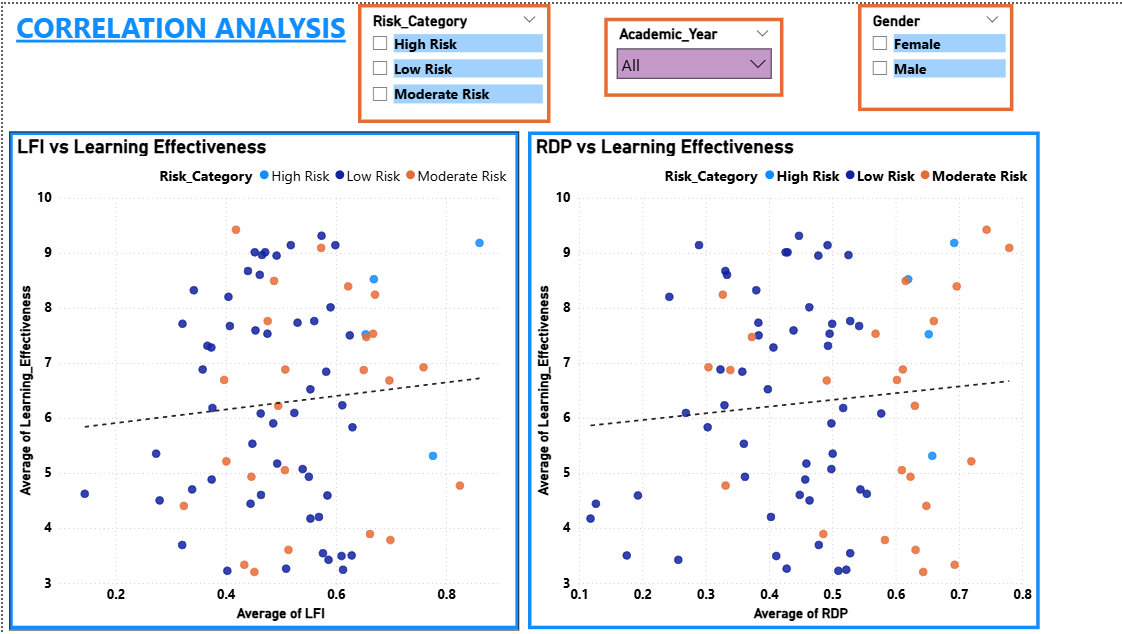 CORRELATION ANALYSIS
Risk_Category
High Risk
Low Risk
Moderate Risk
Academic_Year
All
Gender
Female
Male
LFI vs Learning Effectiveness
Risk_Category High Risk Low Risk Moderate Risk
Average of Learning_Effectiveness
10
9
8
7
6
5
4
3
0.2 0.4 0.6 0.8
Average of LFI
RDP vs Learning Effectiveness
Risk_Category High Risk Low Risk Moderate Risk
Average of Learning_Effectiveness
10
9
8
7
6
5
4
3
0.1 0.2 0.3 0.4 0.5 0.6 0.7 0.8
Average of RDP